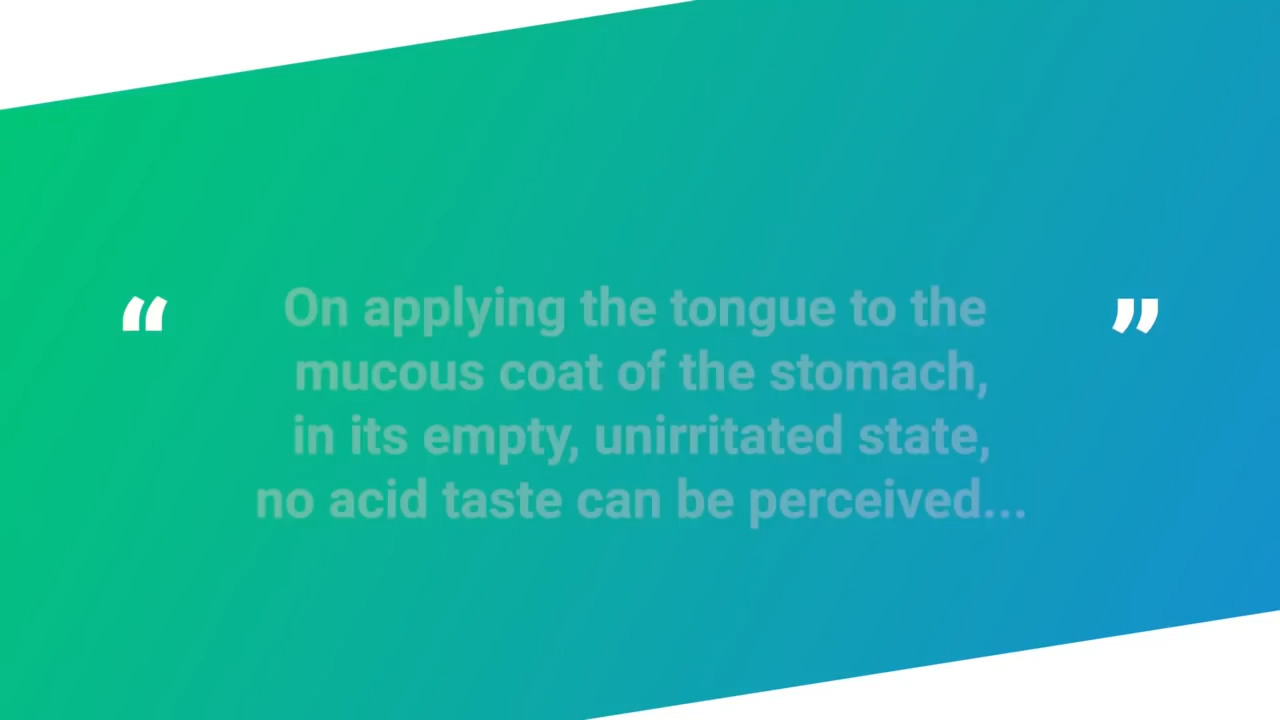 “ On applying the tongue to the ”
mucous coat of the stomach,
in its empty, unirritated state,
no acid taste can be perceived...